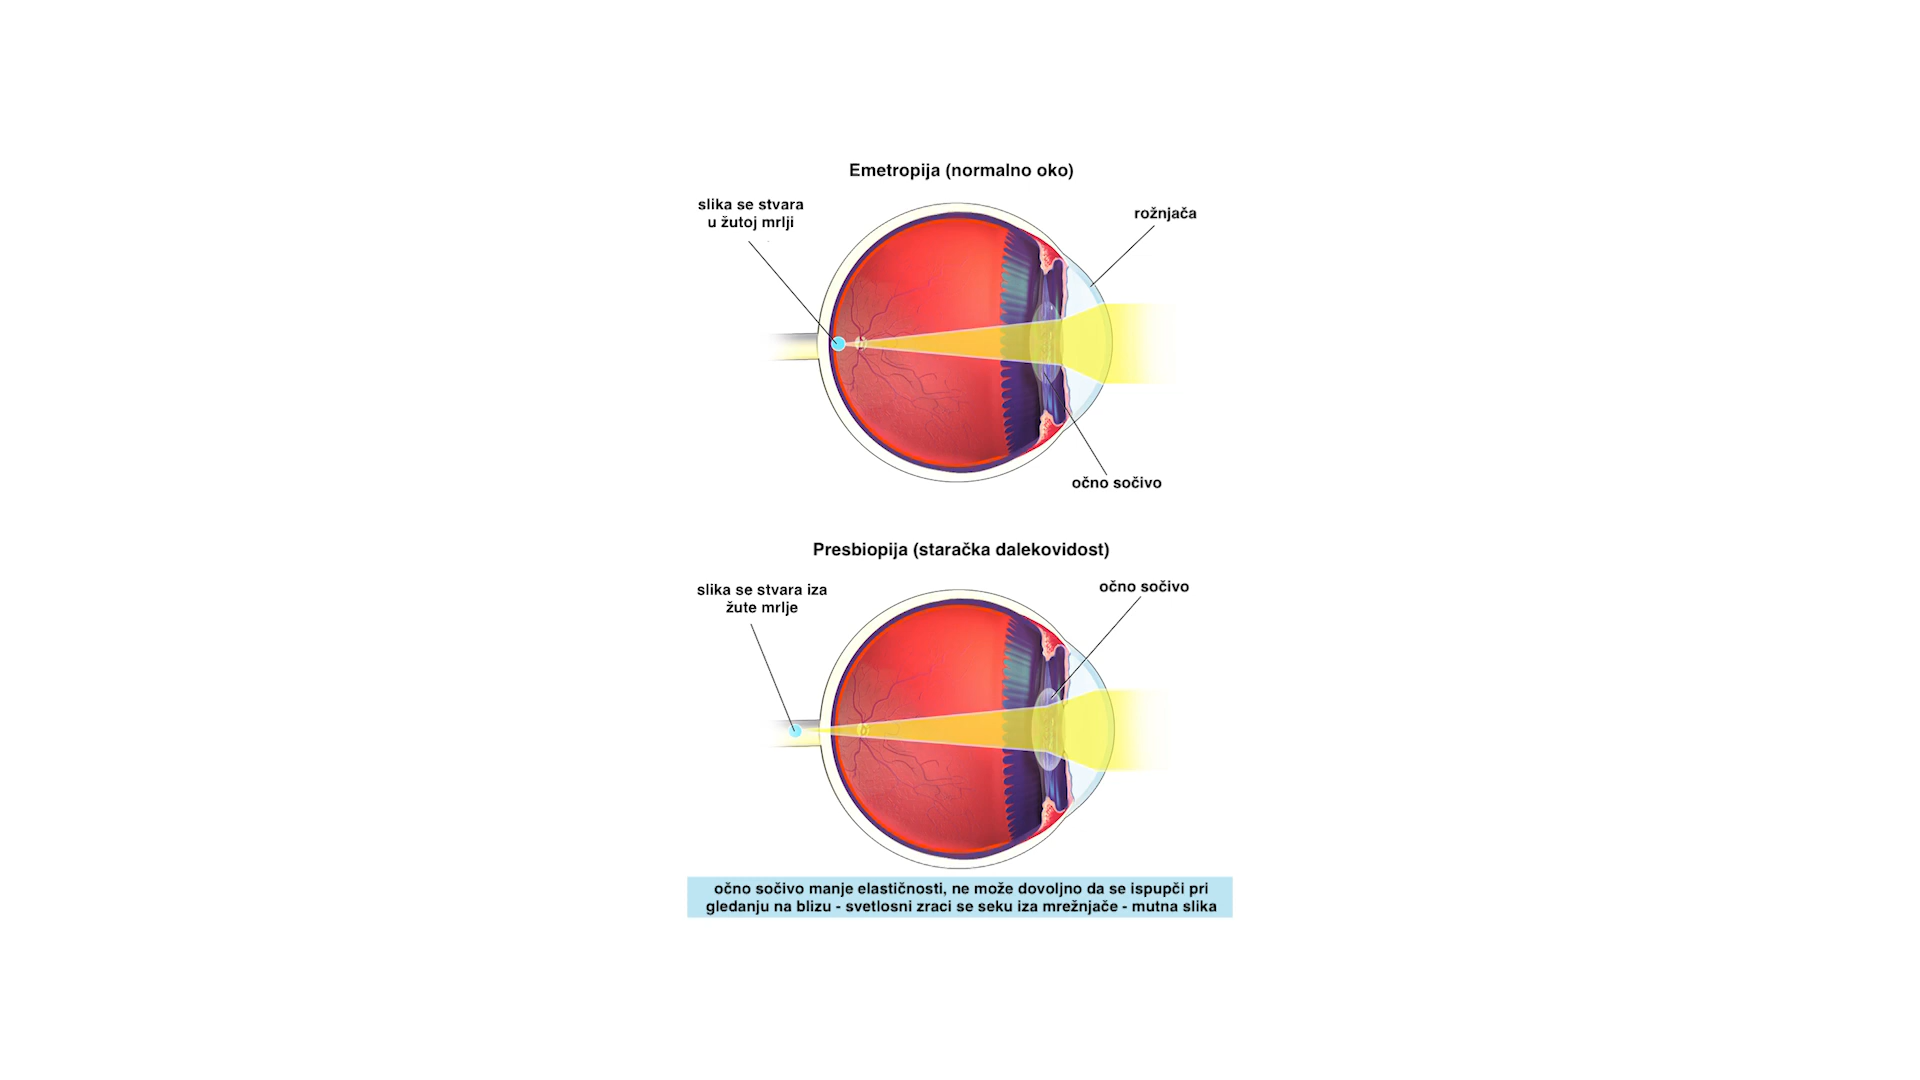 Emetropija (normalno oko)
slika se stvara
u žutoj mrlji
rožnjača
očno sočivo
Presbiopija (staračka dalekovidost)
slika se stvara iza
žute mrlje
očno sočivo
očno sočivo manje elastičnosti, ne može dovoljno da se ispupči pri
gledanju na blizu - svetlosni zraci se seku iza mrežnjače - mutna slika